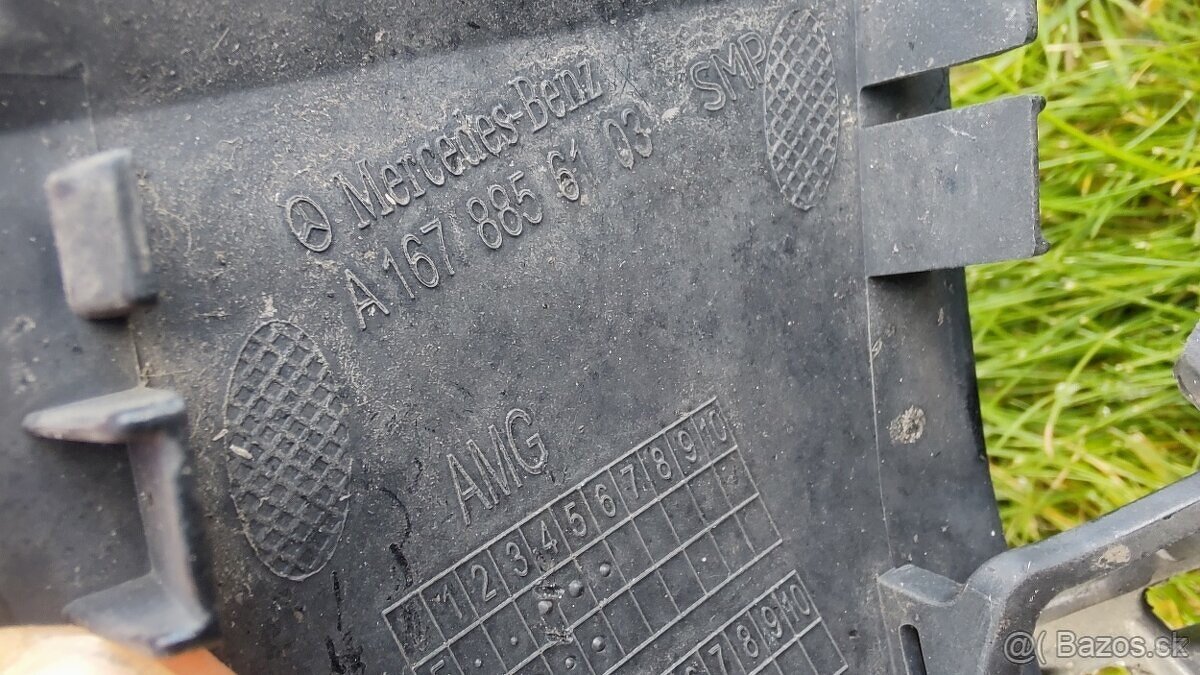 Mercedes-Benz
A 167 885 61 03 SMP
AMG
1 2 3 4 5 6 7 8 9 10
7 8 9 10
@( Bazos.sk